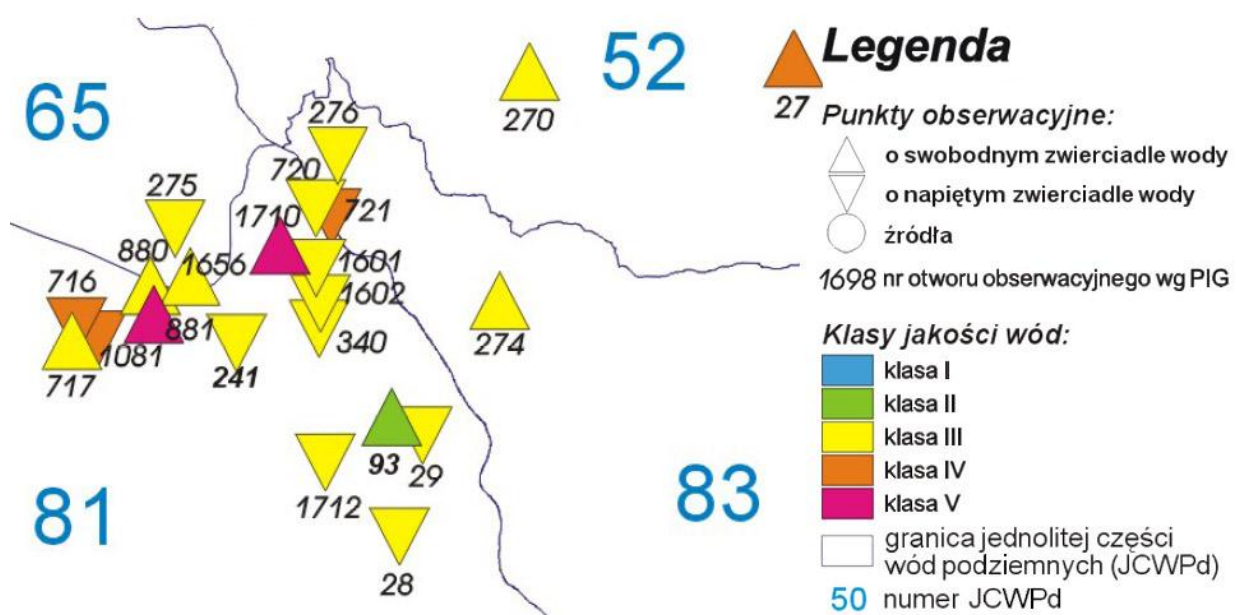 65
52
276
270
27
275
720
1710
721
880
1656
1601
716
1602
881
1081
717
241
340
274
93
29
1712
28
81
83
Legenda
Punkty obserwacyjne:
o swobodnym zwierciadle wody
o napiętym zwierciadle wody
źródła
1698 nr otworu obserwacyjnego wg PIG
Klasy jakości wód:
klasa I
klasa II
klasa III
klasa IV
klasa V
granica jednolitej części
wód podziemnych (JCWPd)
50 numer JCWPd